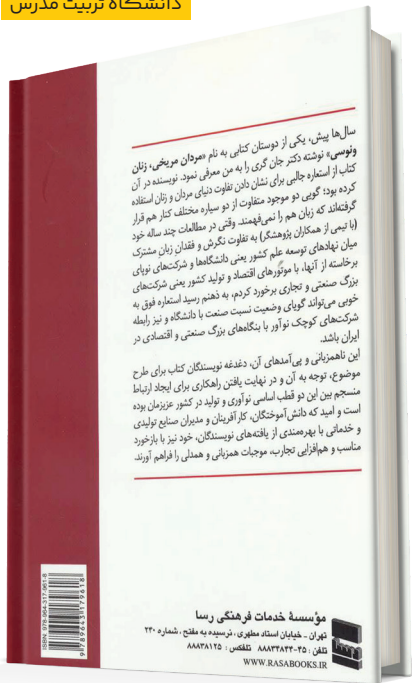 دانشگاه تربیت مدرس
سال‌ها پیش، یکی از دوستان کتابی به نام «مردان مریخی، زنان
ونوسی» نوشته دکتر جان گری را به من معرفی نمود. نویسنده در آن
کتاب از استعاره جالبی برای نشان دادن تفاوت دنیای مردان و زنان استفاده
کرده بود؛ گویی دو موجود متفاوت از دو سیاره مختلف کنار هم قرار
گرفته‌اند که زبان هم را نمی‌فهمند. وقتی در مطالعات چند ساله خود
(با تیمی از همکاران پژوهشگر) به تفاوت نگرش و فقدانِ زبانِ مشترک
میان نهادهای توسعه علم کشور یعنی دانشگاه‌ها و شرکت‌های نوپای
برخاسته از آنها، با موتورهای اقتصاد و تولید کشور یعنی شرکت‌های
بزرگ صنعتی و تجاری برخورد کردم، به ذهنم رسید استعاره فوق به
خوبی می‌تواند گویای وضعیت نسبت صنعت با دانشگاه و نیز رابطه
شرکت‌های کوچک نوآور با بنگاه‌های بزرگ صنعتی و اقتصادی در
ایران باشد.
این ناهمزبانی و پی‌آمدهای آن، دغدغه نویسندگان کتاب برای طرح
موضوع، توجه به آن و در نهایت یافتن راهکاری برای ایجاد ارتباط
منسجم بین این دو قطب اساسی نوآوری و تولید در کشور عزیزمان بوده
است و امید که دانش‌آموختگان، کارآفرینان و مدیران صنایع تولیدی
و خدماتی با بهره‌مندی از یافته‌های نویسندگان، خود نیز با بازخورد
مناسب و هم‌افزایی تجارب، موجبات همزبانی و همدلی را فراهم آورند.
ISBN: 978-964-317-961-8
9789643179618
مؤسسهٔ خدمات فرهنگی رسا
تهران ـ خیابان استاد مطهری ، نرسیده به مفتح ، شماره ۲۳۰
تلفن : ۴۵-۸۸۸۳۴۸۴۴ تلفکس : ۸۸۸۳۸۱۲۵
WWW.RASABOOKS.IR